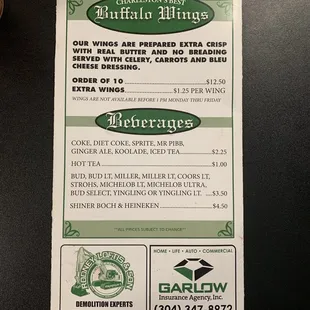 CHARLESTON'S BEST
Buffalo Wings
OUR WINGS ARE PREPARED EXTRA CRISP
WITH REAL BUTTER AND NO BREADING
SERVED WITH CELERY, CARROTS AND BLEU
CHEESE DRESSING.
ORDER OF 10 $12.50
EXTRA WINGS $1.25 PER WING
WINGS ARE NOT AVAILABLE BEFORE 1 PM MONDAY THRU FRIDAY
Beverages
COKE, DIET COKE, SPRITE, MR PIBB,
GINGER ALE, KOOLADE, ICED TEA $2.25
HOT TEA $1.00
BUD, BUD LT, MILLER, MILLER LT, COORS LT,
STROHS, MICHELOB LT, MICHELOB ULTRA,
BUD SELECT, YINGLING OR YINGLING LT. $3.50
SHINER BOCH & HEINEKEN $4.50
"ALL PRICES SUBJECT TO CHANGE"
DEMOLITION EXPERTS
HOME • LIFE • AUTO • COMMERCIAL
GARLOW
Insurance Agency, Inc.
(304) 347-8972